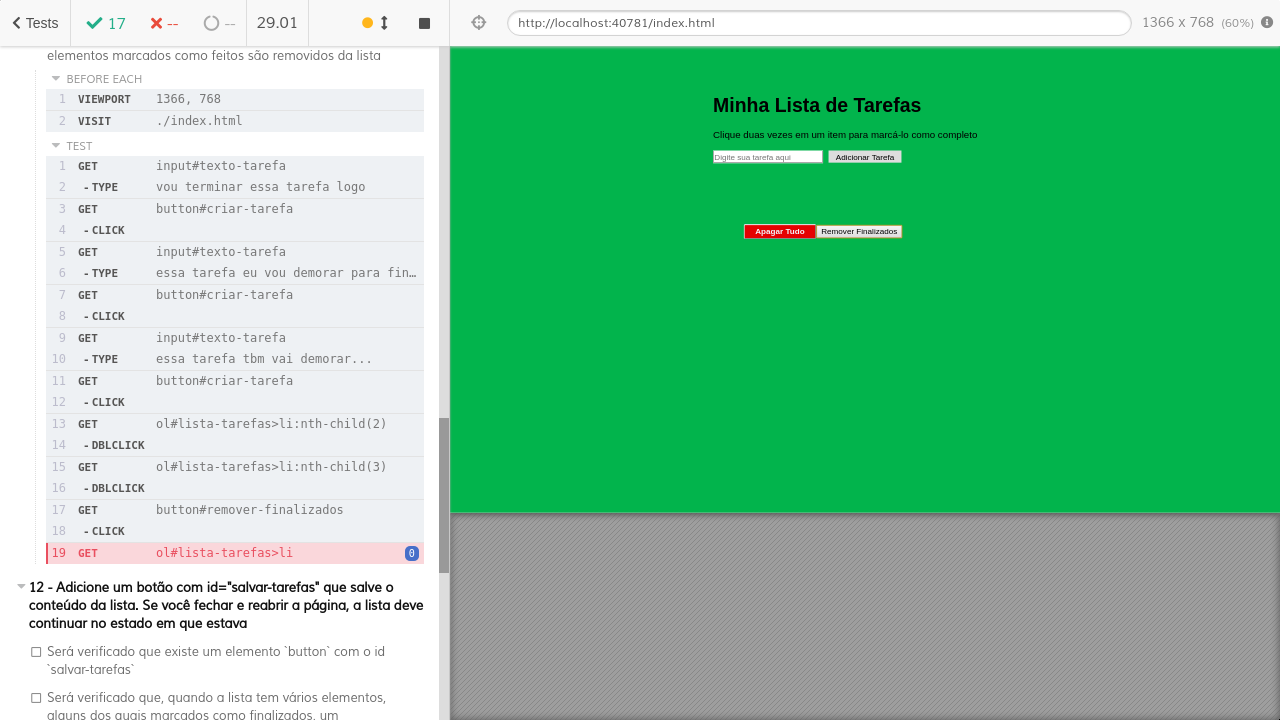 Tests
17
--
--
29.01
http://localhost:40781/index.html
1366 x 768 (60%)
elementos marcados como feitos são removidos da lista
BEFORE EACH
1 VIEWPORT 1366, 768
2 VISIT ./index.html
TEST
1 GET input#texto-tarefa
2 -TYPE vou terminar essa tarefa logo
3 GET button#criar-tarefa
4 -CLICK
5 GET input#texto-tarefa
6 -TYPE essa tarefa eu vou demorar para fin…
7 GET button#criar-tarefa
8 -CLICK
9 GET input#texto-tarefa
10 -TYPE essa tarefa tbm vai demorar...
11 GET button#criar-tarefa
12 -CLICK
13 GET ol#lista-tarefas>li:nth-child(2)
14 -DBLCLICK
15 GET ol#lista-tarefas>li:nth-child(3)
16 -DBLCLICK
17 GET button#remover-finalizados
18 -CLICK
19 GET ol#lista-tarefas>li 0
12 - Adicione um botão com id="salvar-tarefas" que salve o
conteúdo da lista. Se você fechar e reabrir a página, a lista deve
continuar no estado em que estava
Será verificado que existe um elemento `button` com o id
`salvar-tarefas`
Será verificado que, quando a lista tem vários elementos,
alguns dos quais marcados como finalizados, um
Minha Lista de Tarefas
Clique duas vezes em um item para marcá-lo como completo
Digite sua tarefa aqui
Adicionar Tarefa
Apagar Tudo
Remover Finalizados